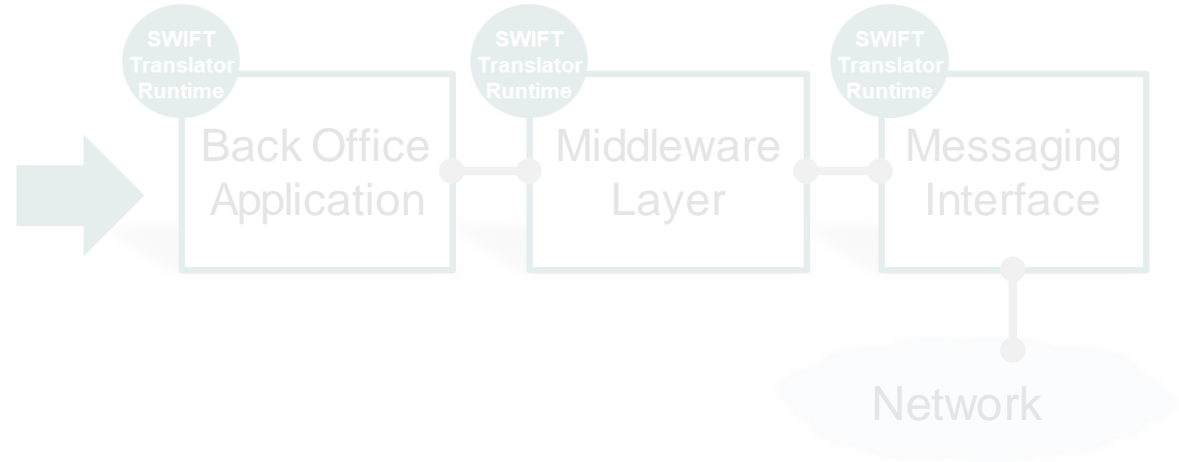 SWIFT
Translator
Runtime
Back Office
Application
SWIFT
Translator
Runtime
Middleware
Layer
SWIFT
Translator
Runtime
Messaging
Interface
Network